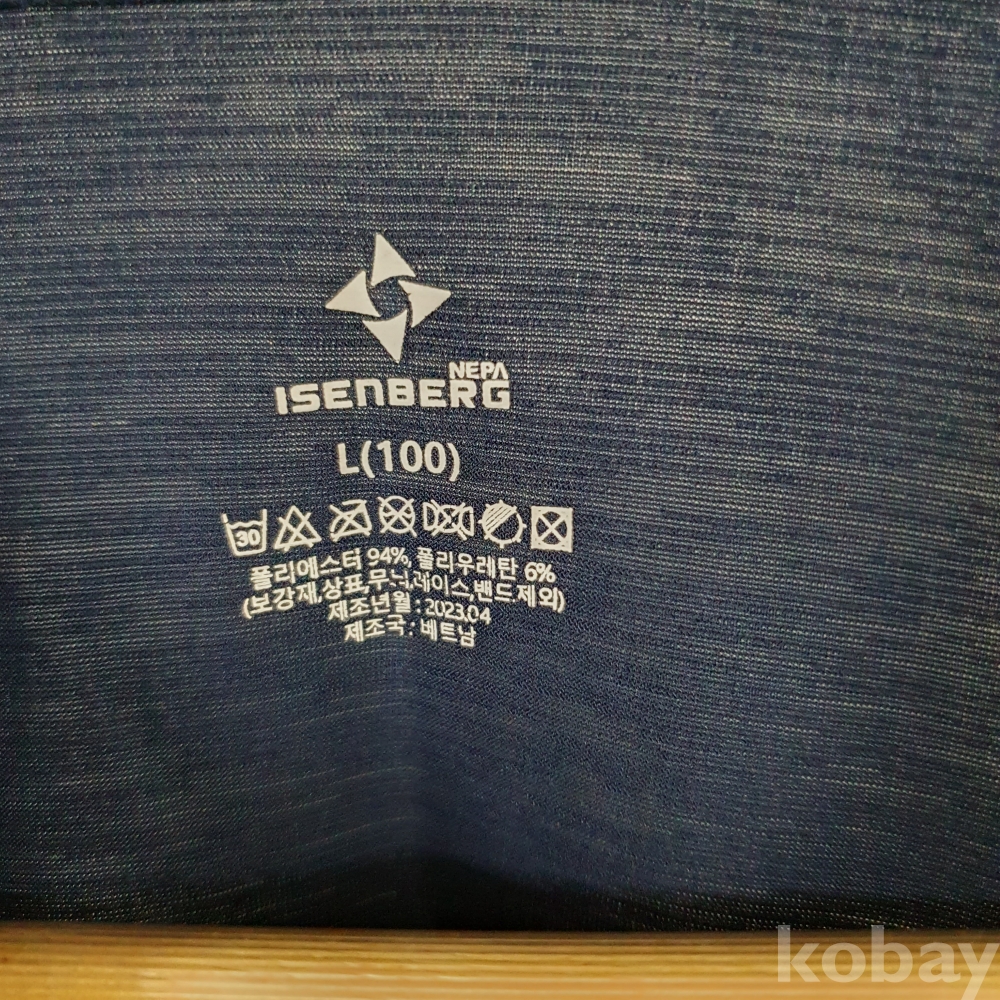 NEPA
ISENBERG
L(100)
30
폴리에스터 94%, 폴리우레탄 6%
(보강재,상표,무늬,레이스,밴드제외)
제조년월 : 2023.04
제조국 : 베트남
kobay